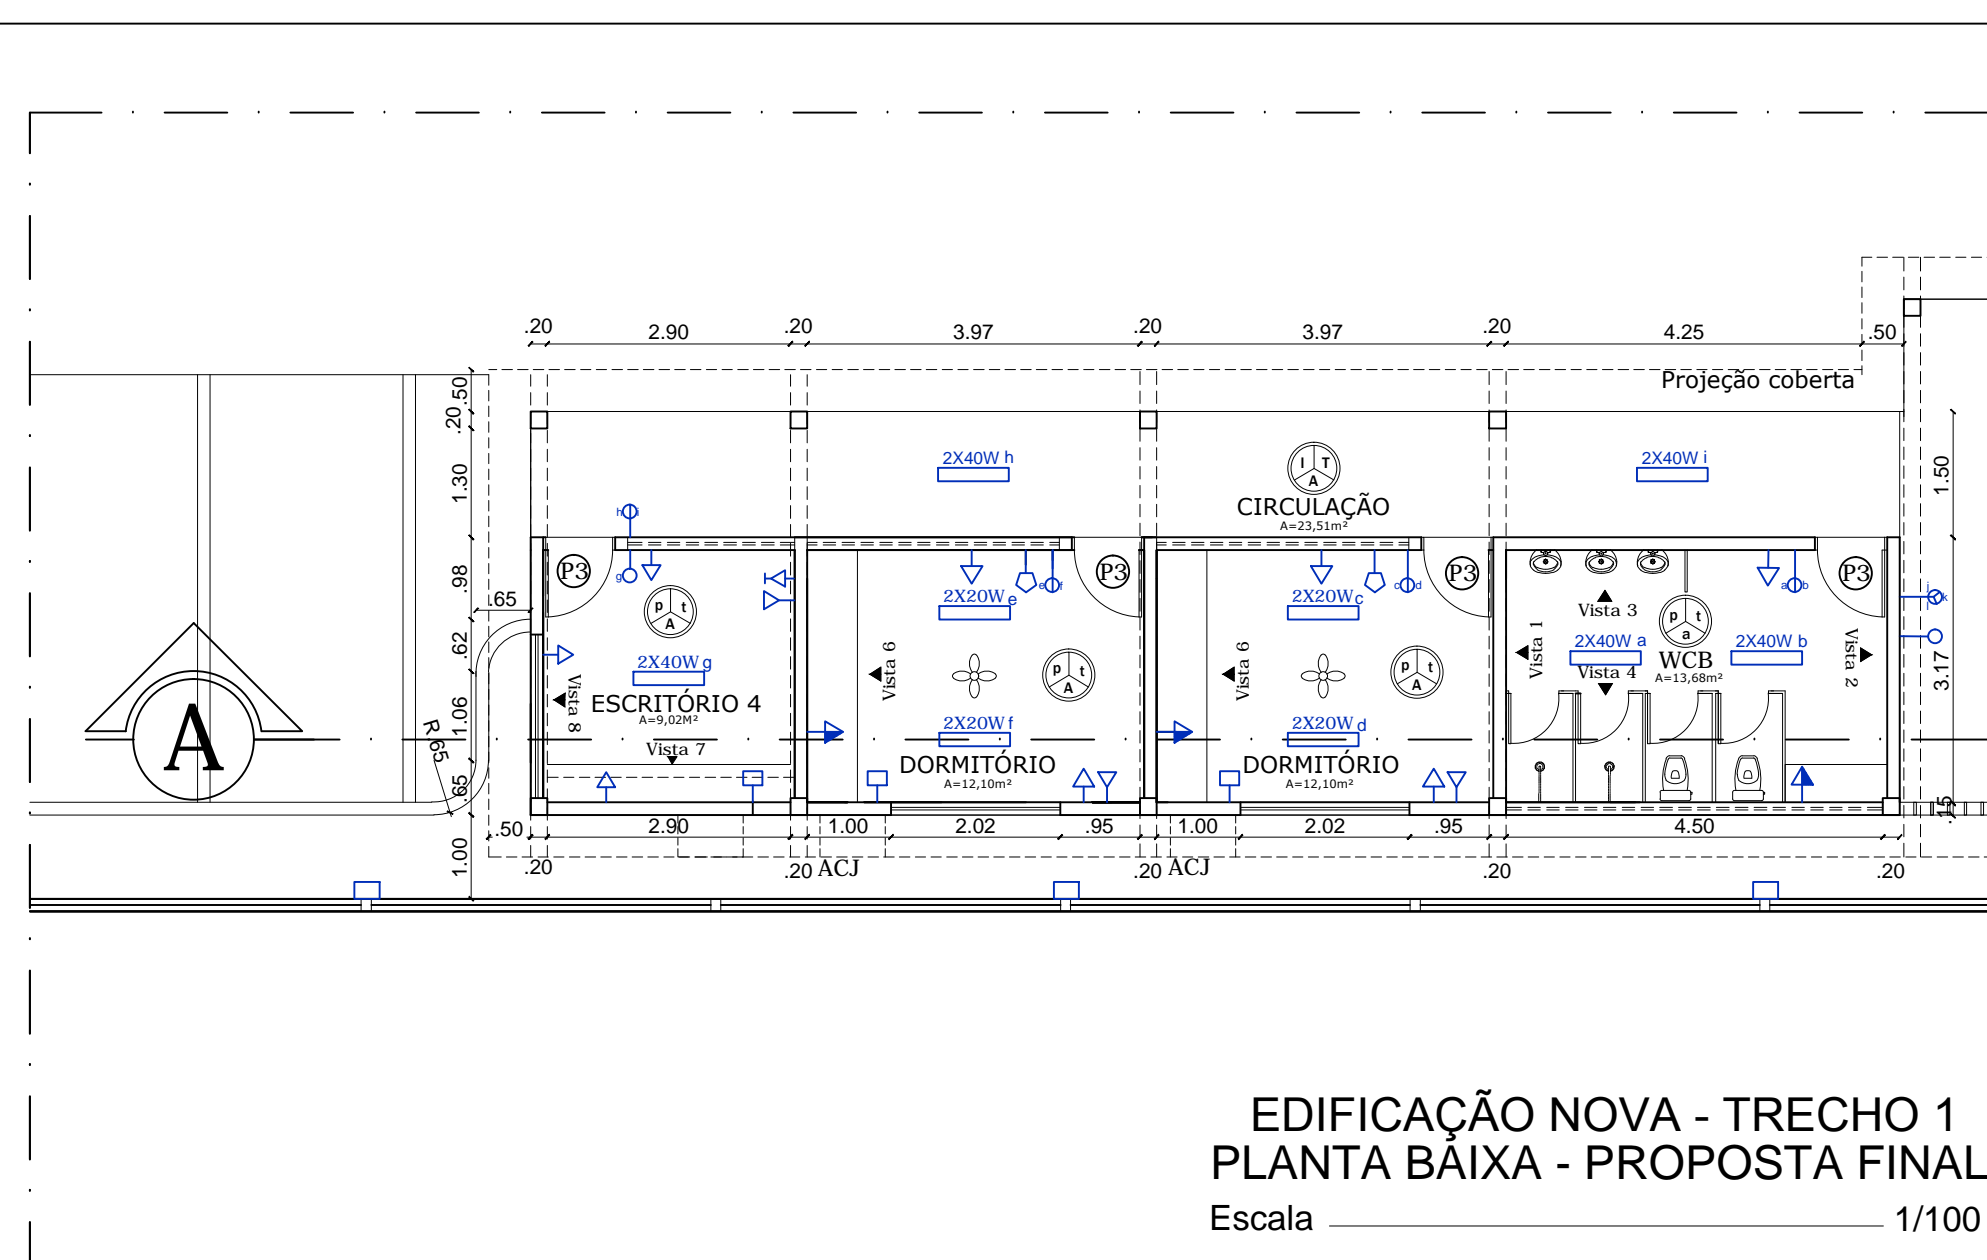 .20 2.90 .20 3.97 .20 3.97 .20 4.25 .50
Projeção coberta
.50
.20
1.30
.98
.62
1.06
.65
1.00
.65
R.65
A
2X40W h
I T A
CIRCULAÇÃO
A=23,51m²
2X40W i
1.50
3.17
.15
h i
g
P3
p t A
2X40W g
ESCRITÓRIO 4
A=9,02M²
Vista 8
Vista 7
P3
e f
2X20W e
Vista 6
p t A
2X20W f
DORMITÓRIO
A=12,10m²
P3
c d
2X20W c
Vista 6
p t A
2X20W d
DORMITÓRIO
A=12,10m²
P3
a b
Vista 3
p t a
Vista 1
2X40W a
2X40W b
WCB
A=13,68m²
Vista 4
Vista 2
j k
.50 2.90 1.00 2.02 .95 1.00 2.02 .95 4.50
.20 .20 ACJ .20 ACJ .20 .20
EDIFICAÇÃO NOVA - TRECHO 1
PLANTA BAIXA - PROPOSTA FINAL
Escala 1/100